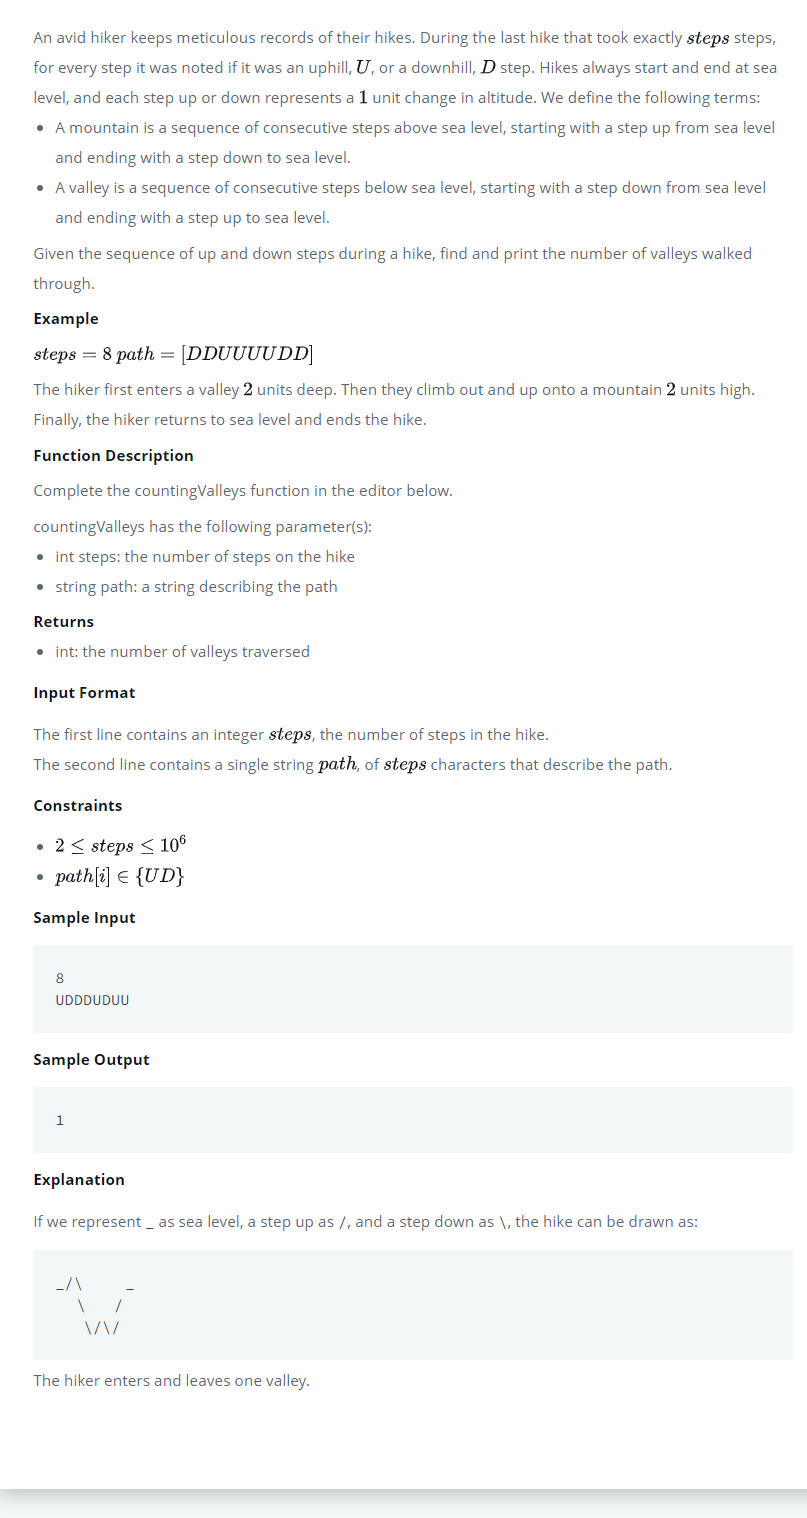 An avid hiker keeps meticulous records of their hikes. During the last hike that took exactly steps steps,
for every step it was noted if it was an uphill, U, or a downhill, D step. Hikes always start and end at sea
level, and each step up or down represents a 1 unit change in altitude. We define the following terms:
• A mountain is a sequence of consecutive steps above sea level, starting with a step up from sea level
and ending with a step down to sea level.
• A valley is a sequence of consecutive steps below sea level, starting with a step down from sea level
and ending with a step up to sea level.
Given the sequence of up and down steps during a hike, find and print the number of valleys walked
through.
Example
steps = 8 path = [DDUUUUDD]
The hiker first enters a valley 2 units deep. Then they climb out and up onto a mountain 2 units high.
Finally, the hiker returns to sea level and ends the hike.
Function Description
Complete the countingValleys function in the editor below.
countingValleys has the following parameter(s):
• int steps: the number of steps on the hike
• string path: a string describing the path
Returns
• int: the number of valleys traversed
Input Format
The first line contains an integer steps, the number of steps in the hike.
The second line contains a single string path, of steps characters that describe the path.
Constraints
• 2 ≤ steps ≤ 10⁶
• path[i] ∈ {UD}
Sample Input
8
UDDDUDUU
Sample Output
1
Explanation
If we represent _ as sea level, a step up as /, and a step down as \, the hike can be drawn as:
_/\      _
   \    /
    \/\/
The hiker enters and leaves one valley.